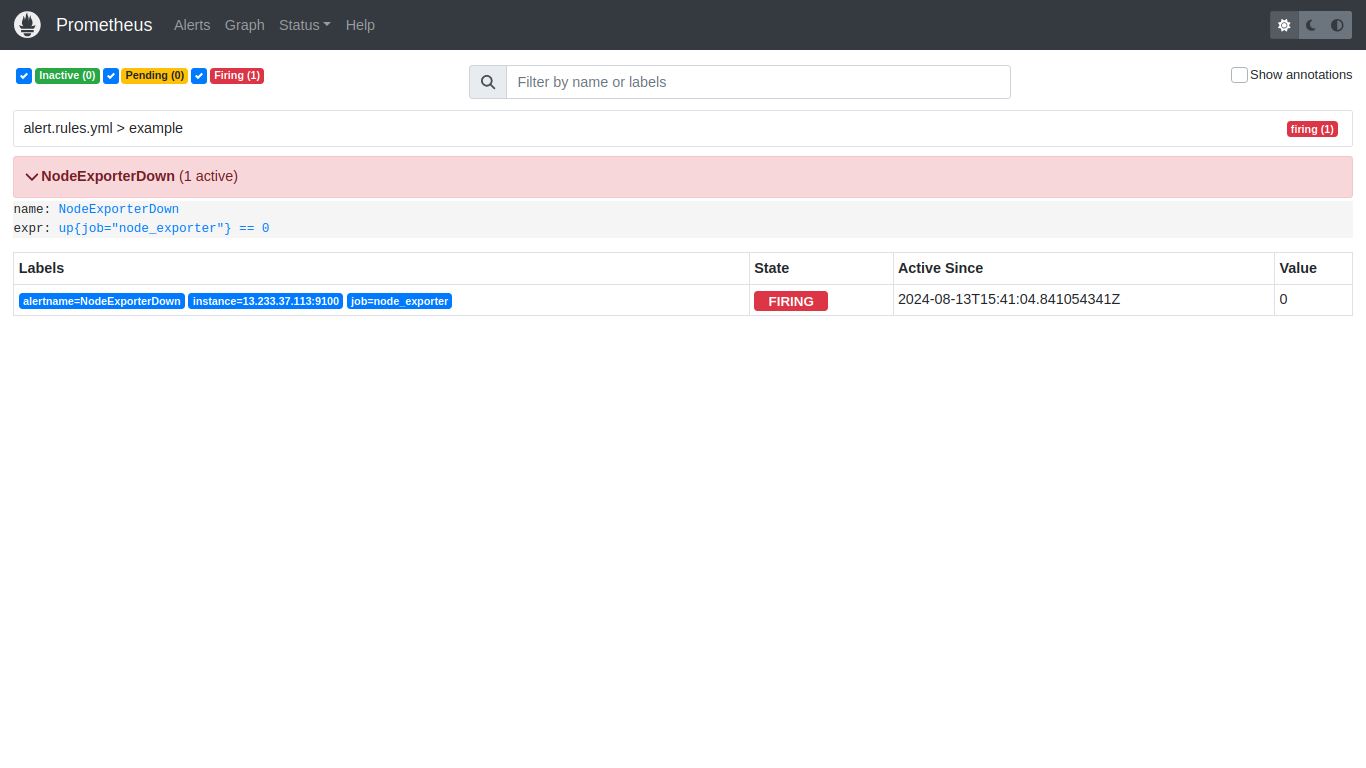 Prometheus Alerts Graph Status Help
Inactive (0) Pending (0) Firing (1) Filter by name or labels Show annotations
alert.rules.yml > example firing (1)
NodeExporterDown (1 active)
name: NodeExporterDown
expr: up{job="node_exporter"} == 0
Labels State Active Since Value
alertname=NodeExporterDown instance=13.233.37.113:9100 job=node_exporter FIRING 2024-08-13T15:41:04.841054341Z 0